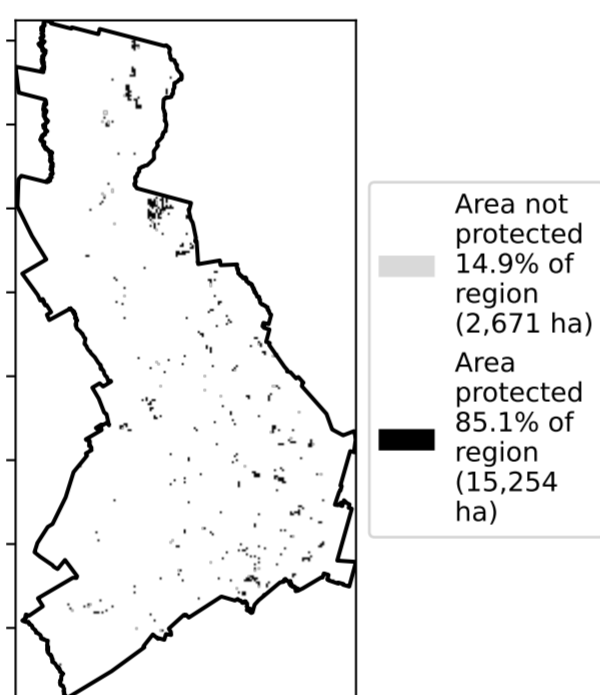 Area not
protected
14.9% of
region
(2,671 ha)
Area
protected
85.1% of
region
(15,254
ha)